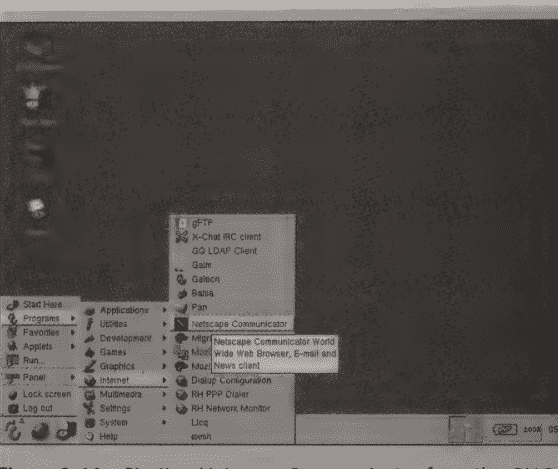 gFTP
X-Chat IRC client
GQ LDAP Client
Gaim
Galeon
Balsa
Pan
Netscape Communicator
Netscape Communicator World
Wide Web Browser, E-mail and
News client
Dialup Configuration
RH PPP Dialer
RH Network Monitor
Licq
Applications
Utilities
Development
Games
Graphics
Internet
Multimedia
Settings
System
Help
Start Here
Programs
Favorites
Applets
Run...
Panel
Lock screen
Log out